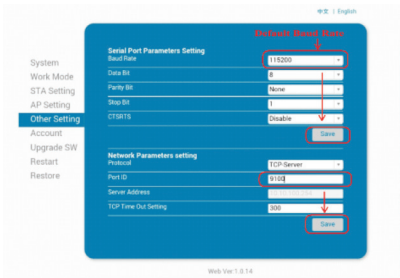 中文 | English
Default Baud Rate
System
Work Mode
STA Setting
AP Setting
Other Setting
Account
Upgrade SW
Restart
Restore
Serial Port Parameters Setting
Baud Rate 115200
Data Bit 8
Parity Bit None
Stop Bit 1
CTSRTS Disable
Save
Network Parameters setting
Protocol TCP-Server
Port ID 9100
Server Address
TCP Time Out Setting 300
Save
Web Ver:1.0.14